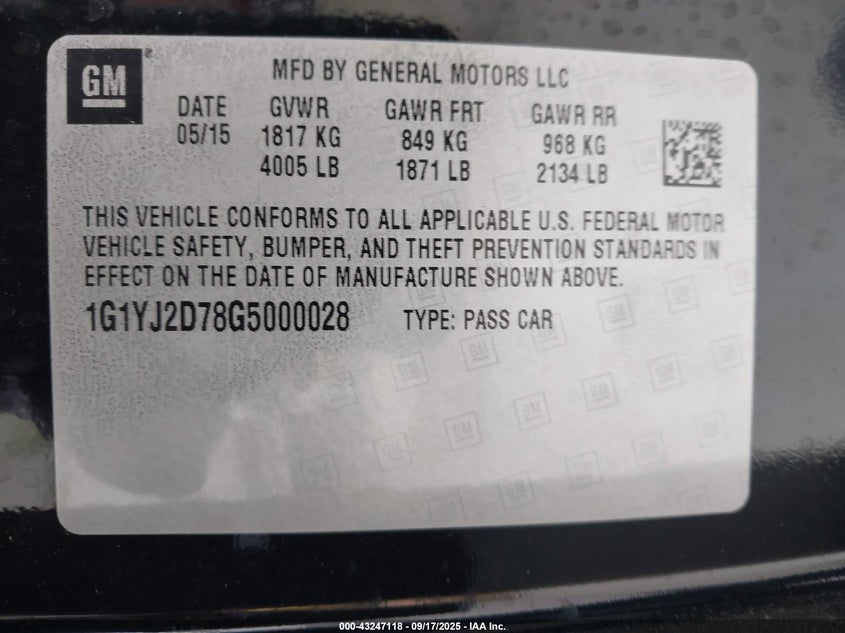 GM
MFD BY GENERAL MOTORS LLC
DATE GVWR GAWR FRT GAWR RR
05/15 1817 KG 849 KG 968 KG
4005 LB 1871 LB 2134 LB
THIS VEHICLE CONFORMS TO ALL APPLICABLE U.S. FEDERAL MOTOR
VEHICLE SAFETY, BUMPER, AND THEFT PREVENTION STANDARDS IN
EFFECT ON THE DATE OF MANUFACTURE SHOWN ABOVE.
1G1YJ2D78G5000028 TYPE: PASS CAR
000-43247118 - 09/17/2025 - IAA Inc.